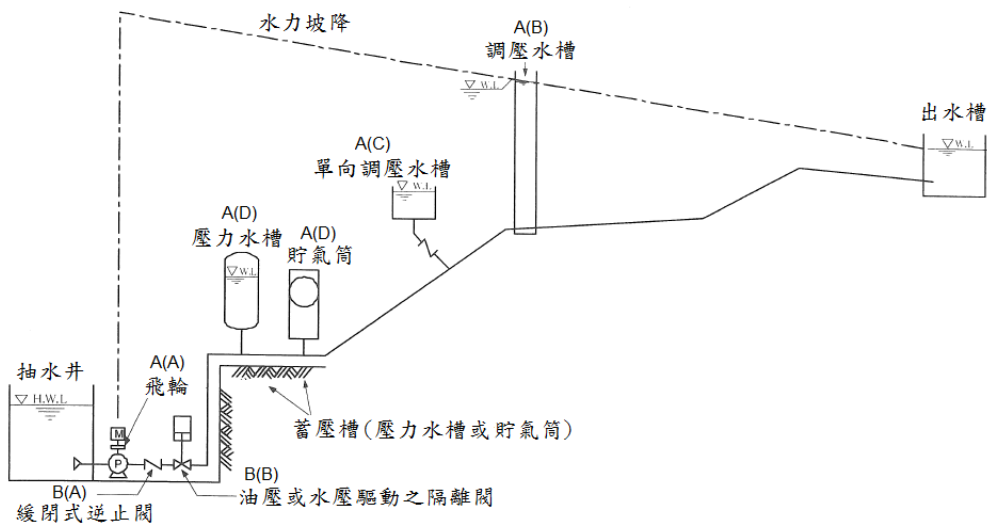 水力坡降
A(B)
調壓水槽
W.L
出水槽
W.L
A(C)
單向調壓水槽
W.L
A(D)
壓力水槽
W.L
A(D)
貯氣筒
抽水井
H.W.L
A(A)
飛輪
M
P
蓄壓槽(壓力水槽或貯氣筒)
B(A)
緩閉式逆止閥
B(B)
油壓或水壓驅動之隔離閥